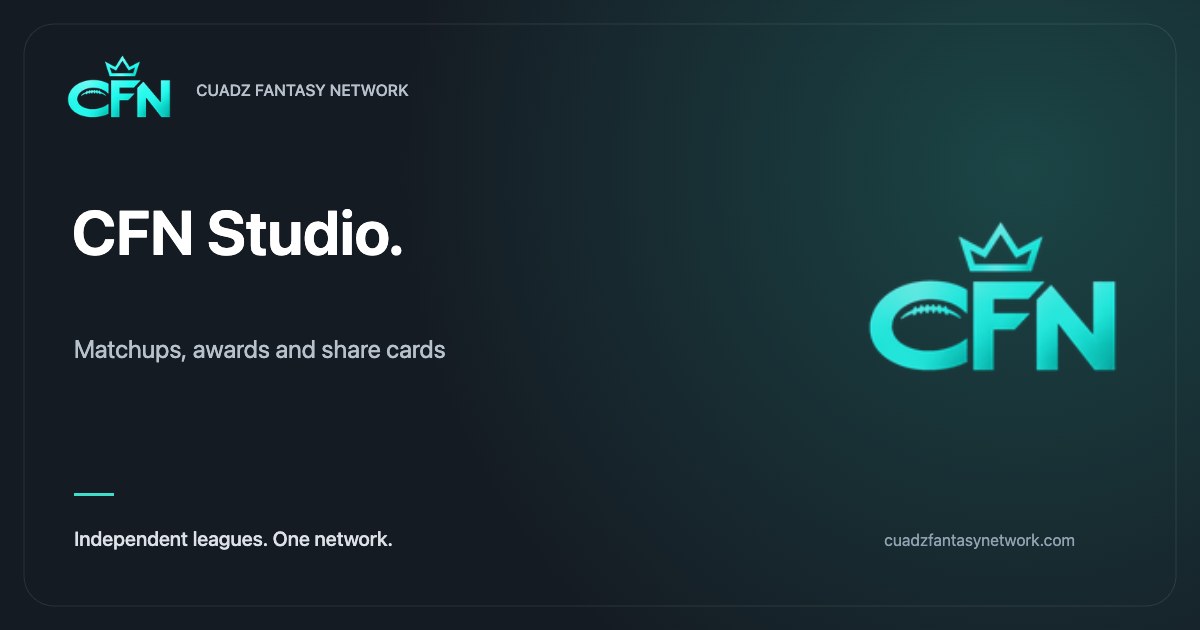 CFN
CUADZ FANTASY NETWORK
CFN Studio.
CFN
Matchups, awards and share cards
Independent leagues. One network.
cuadzfantasynetwork.com